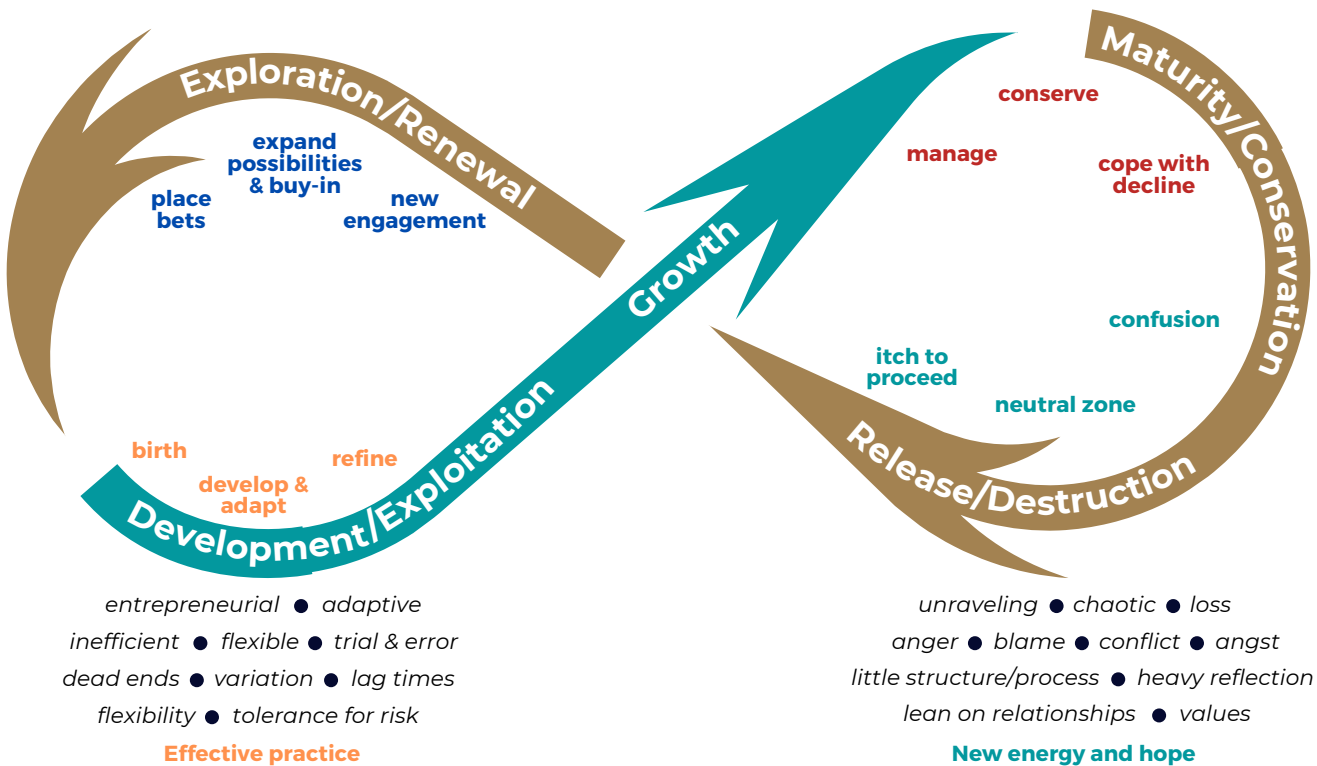 Exploration/Renewal
expand
possibilities
& buy-in
place
bets
new
engagement
Growth
Maturity/Conservation
conserve
manage
cope with
decline
confusion
itch to
proceed
neutral zone
Release/Destruction
birth
develop &
adapt
refine
Development/Exploitation
entrepreneurial ● adaptive
inefficient ● flexible ● trial & error
dead ends ● variation ● lag times
flexibility ● tolerance for risk
Effective practice
unraveling ● chaotic ● loss
anger ● blame ● conflict ● angst
little structure/process ● heavy reflection
lean on relationships ● values
New energy and hope